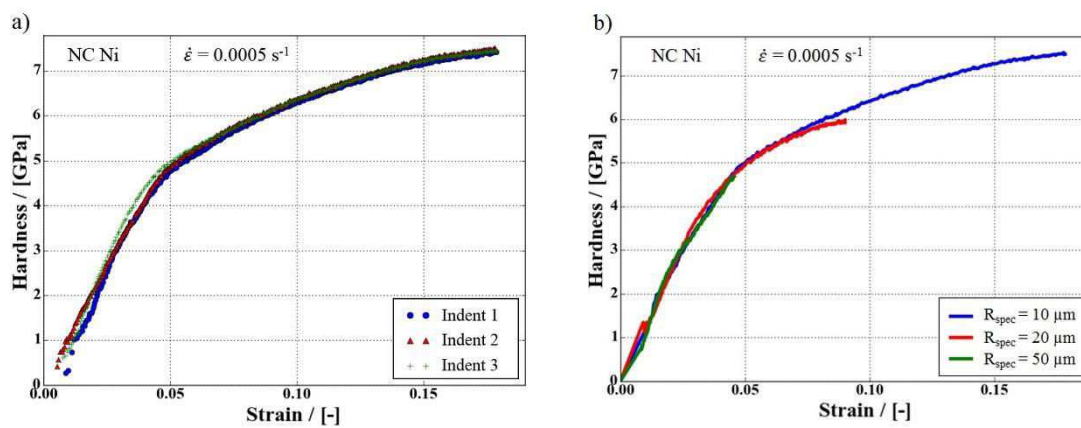 a)
NC Ni ε̇ = 0.0005 s⁻¹
Hardness / [GPa]
7
6
5
4
3
2
1
0
0.00 0.05 0.10 0.15
Strain / [-]
Indent 1
Indent 2
Indent 3
b)
NC Ni ε̇ = 0.0005 s⁻¹
Hardness / [GPa]
7
6
5
4
3
2
1
0
0.00 0.05 0.10 0.15
Strain / [-]
Rspec = 10 μm
Rspec = 20 μm
Rspec = 50 μm